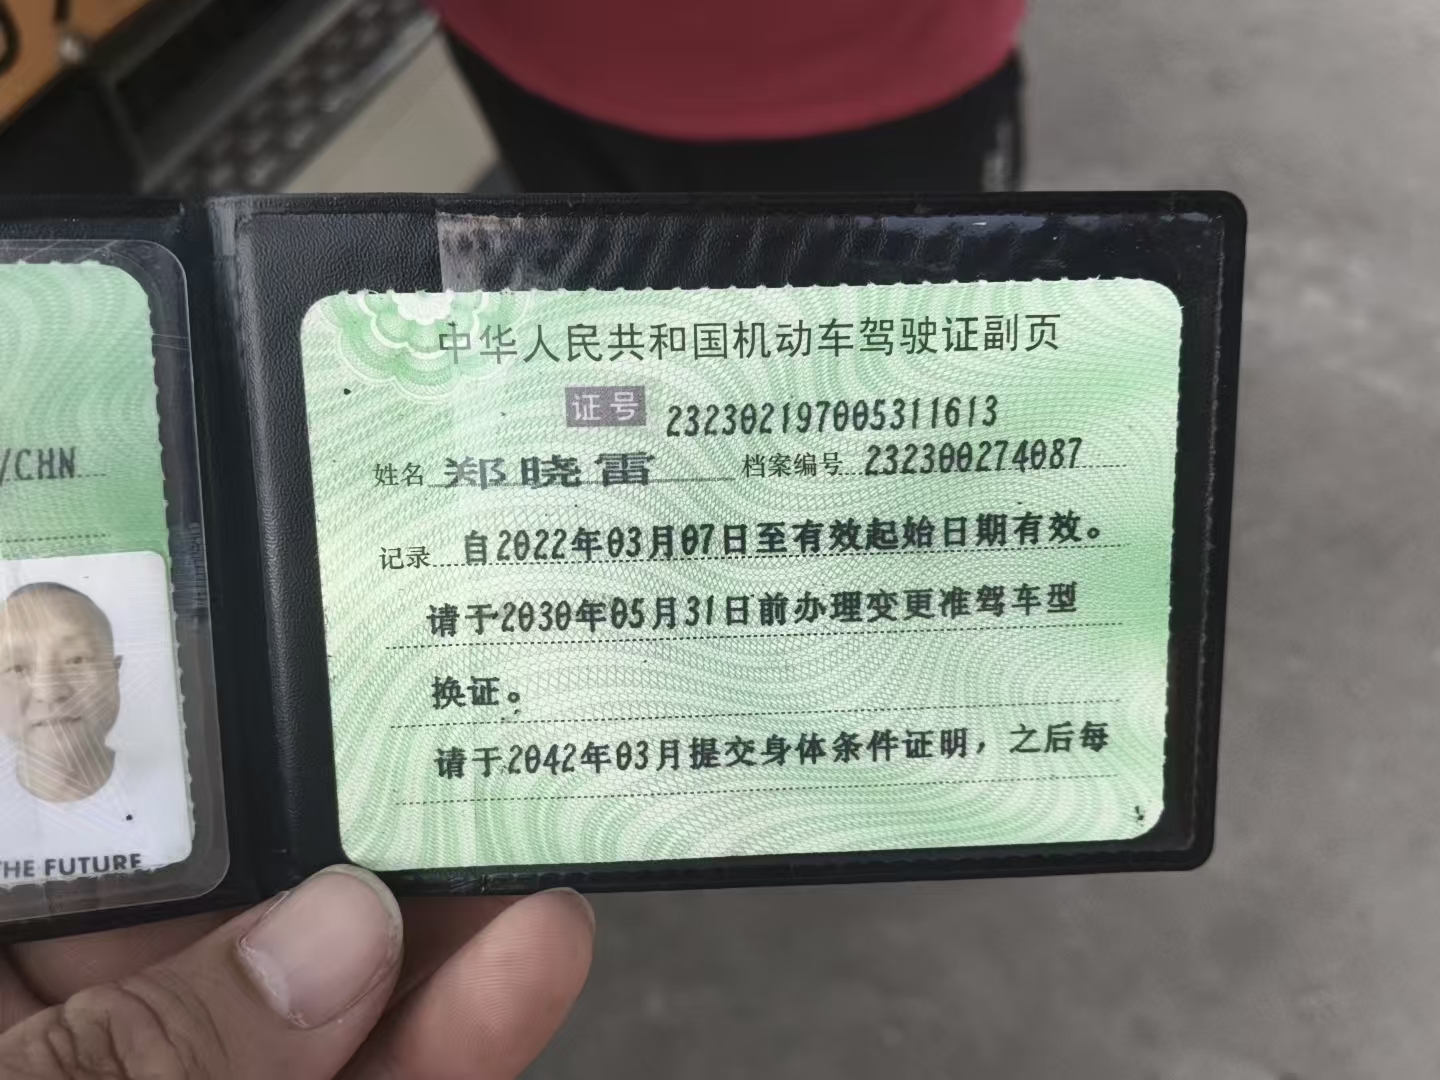 /CHN
THE FUTURE
中华人民共和国机动车驾驶证副页
证号 232302197005311613
姓名 郑晓雷 档案编号 232300274087
记录 自2022年03月07日至有效起始日期有效。
请于2030年05月31日前办理变更准驾车型
换证。
请于2042年03月提交身体条件证明，之后每